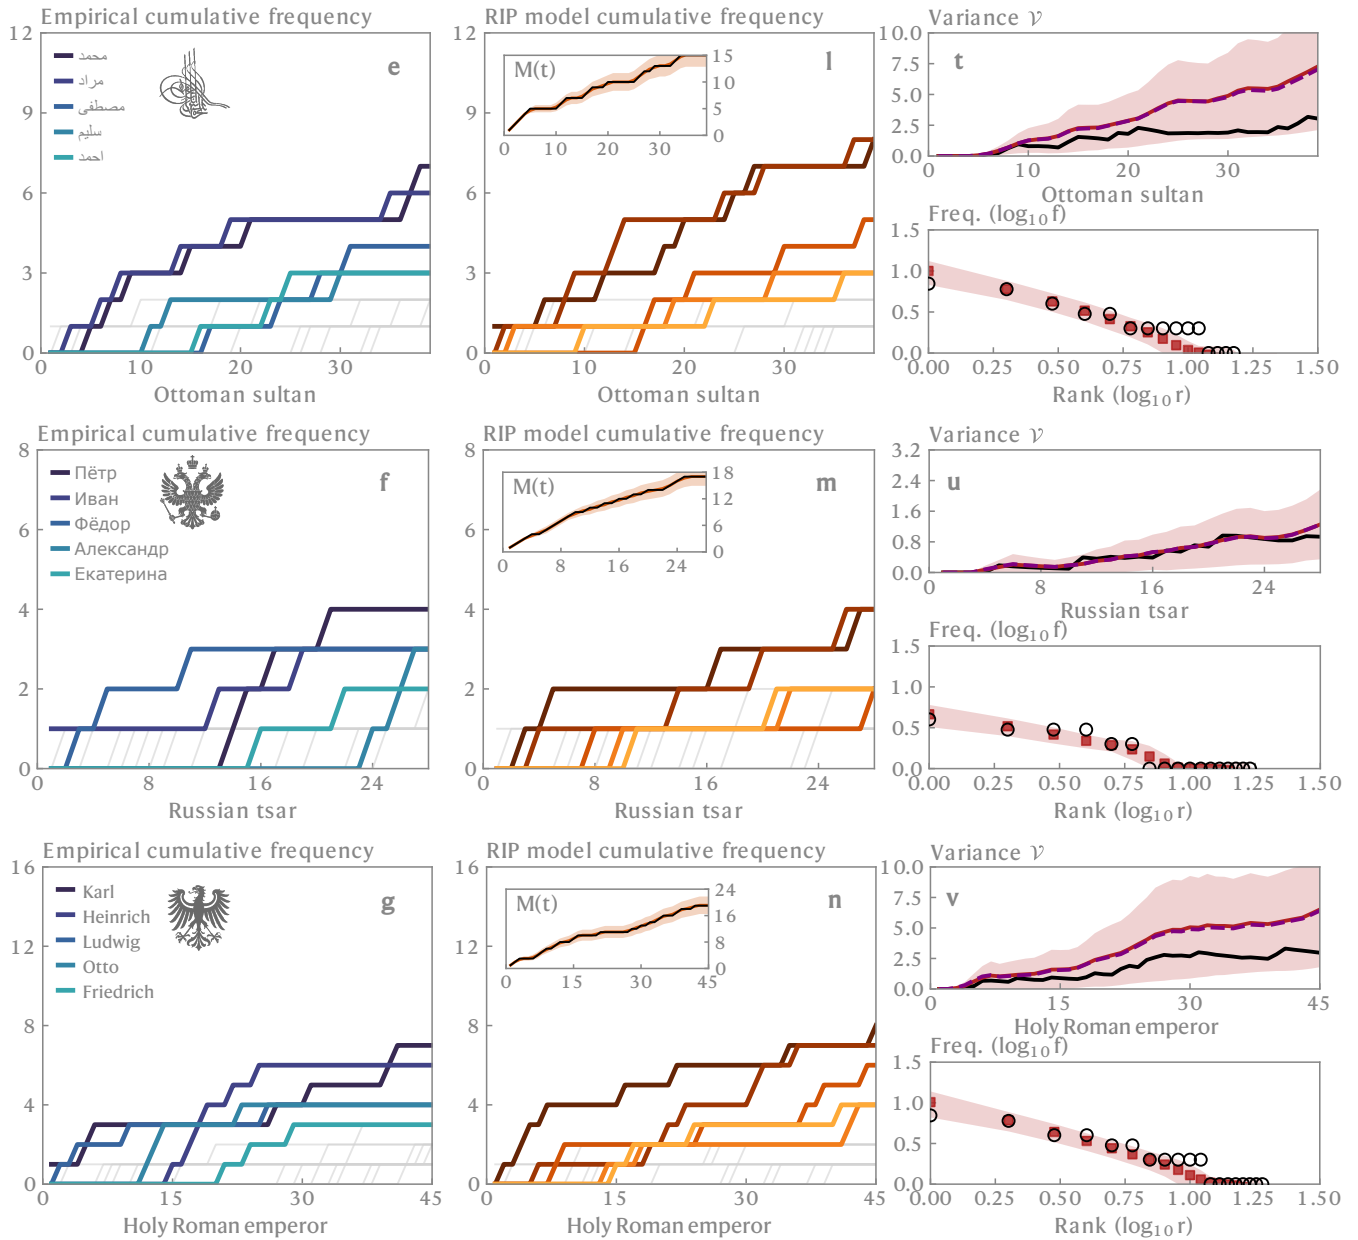 Empirical cumulative frequency
RIP model cumulative frequency
Variance 𝒱
12
9
6
3
0
0
10
20
30
محمد
مراد
مصطفى
سليم
احمد
e
Ottoman sultan
12
9
6
3
0
0
10
20
30
M(t)
15
10
5
0
0
10
20
30
l
Ottoman sultan
10.0
7.5
5.0
2.5
0.0
0
10
20
30
t
Ottoman sultan
Freq. (log₁₀f)
1.5
1.0
0.5
0.0
0.00
0.25
0.50
0.75
1.00
1.25
1.50
Rank (log₁₀r)
Empirical cumulative frequency
RIP model cumulative frequency
Variance 𝒱
8
6
4
2
0
0
8
16
24
Пётр
Иван
Фёдор
Александр
Екатерина
f
Russian tsar
8
6
4
2
0
0
8
16
24
M(t)
18
12
6
0
0
8
16
24
m
Russian tsar
3.2
2.4
1.6
0.8
0.0
0
8
16
24
u
Russian tsar
Freq. (log₁₀f)
1.5
1.0
0.5
0.0
0.00
0.25
0.50
0.75
1.00
1.25
1.50
Rank (log₁₀r)
Empirical cumulative frequency
RIP model cumulative frequency
Variance 𝒱
16
12
8
4
0
0
15
30
45
Karl
Heinrich
Ludwig
Otto
Friedrich
g
Holy Roman emperor
16
12
8
4
0
0
15
30
45
M(t)
24
16
8
0
0
15
30
45
n
Holy Roman emperor
10.0
7.5
5.0
2.5
0.0
0
15
30
45
v
Holy Roman emperor
Freq. (log₁₀f)
1.5
1.0
0.5
0.0
0.00
0.25
0.50
0.75
1.00
1.25
1.50
Rank (log₁₀r)